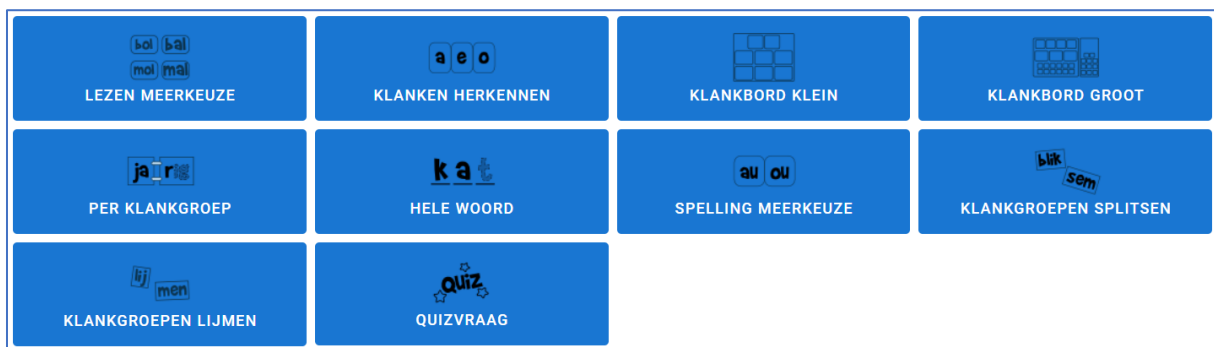 bol bal
mol mal
LEZEN MEERKEUZE
a e o
KLANKEN HERKENNEN
KLANKBORD KLEIN
KLANKBORD GROOT
ja rig
PER KLANKGROEP
k a t
HELE WOORD
au ou
SPELLING MEERKEUZE
blik
sem
KLANKGROEPEN SPLITSEN
lij
men
KLANKGROEPEN LIJMEN
QUIZ
QUIZVRAAG